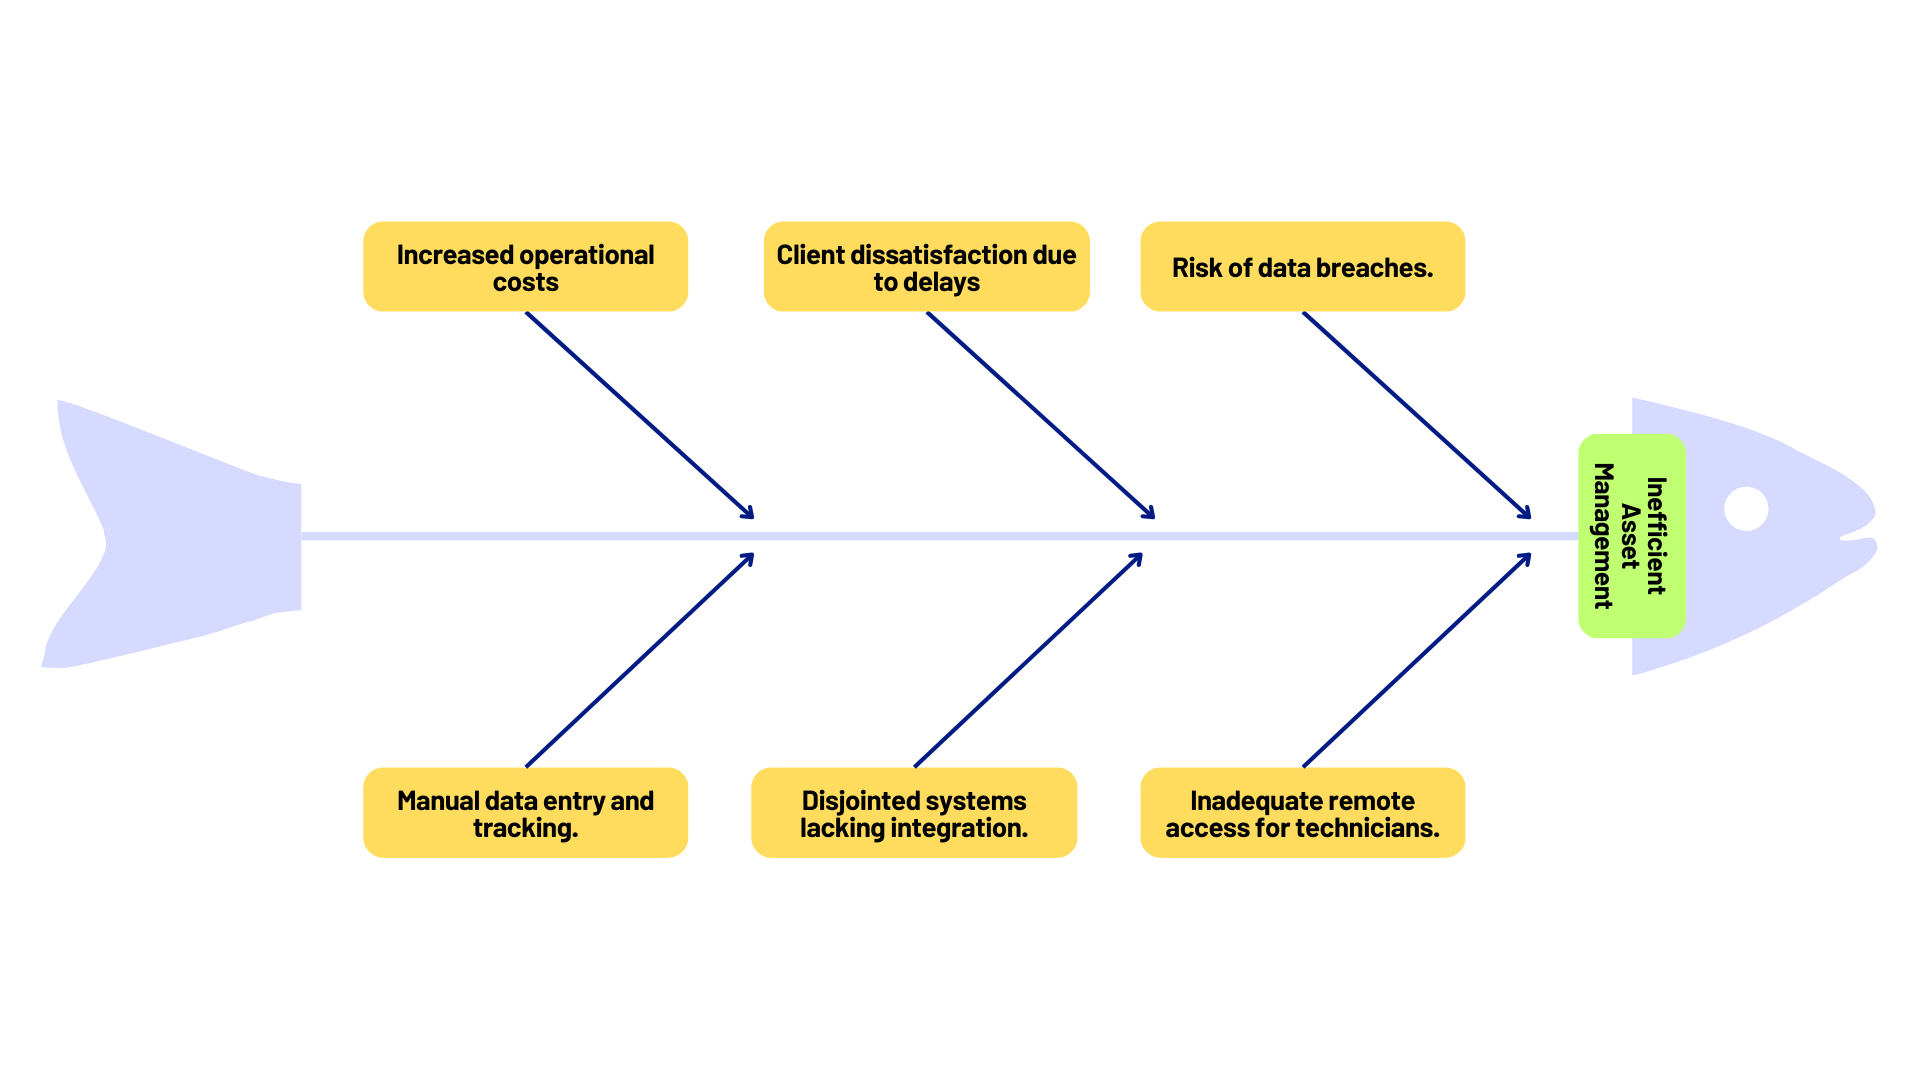 Increased operational
costs
Client dissatisfaction due
to delays
Risk of data breaches.
Inefficient
Asset
Management
Manual data entry and
tracking.
Disjointed systems
lacking integration.
Inadequate remote
access for technicians.